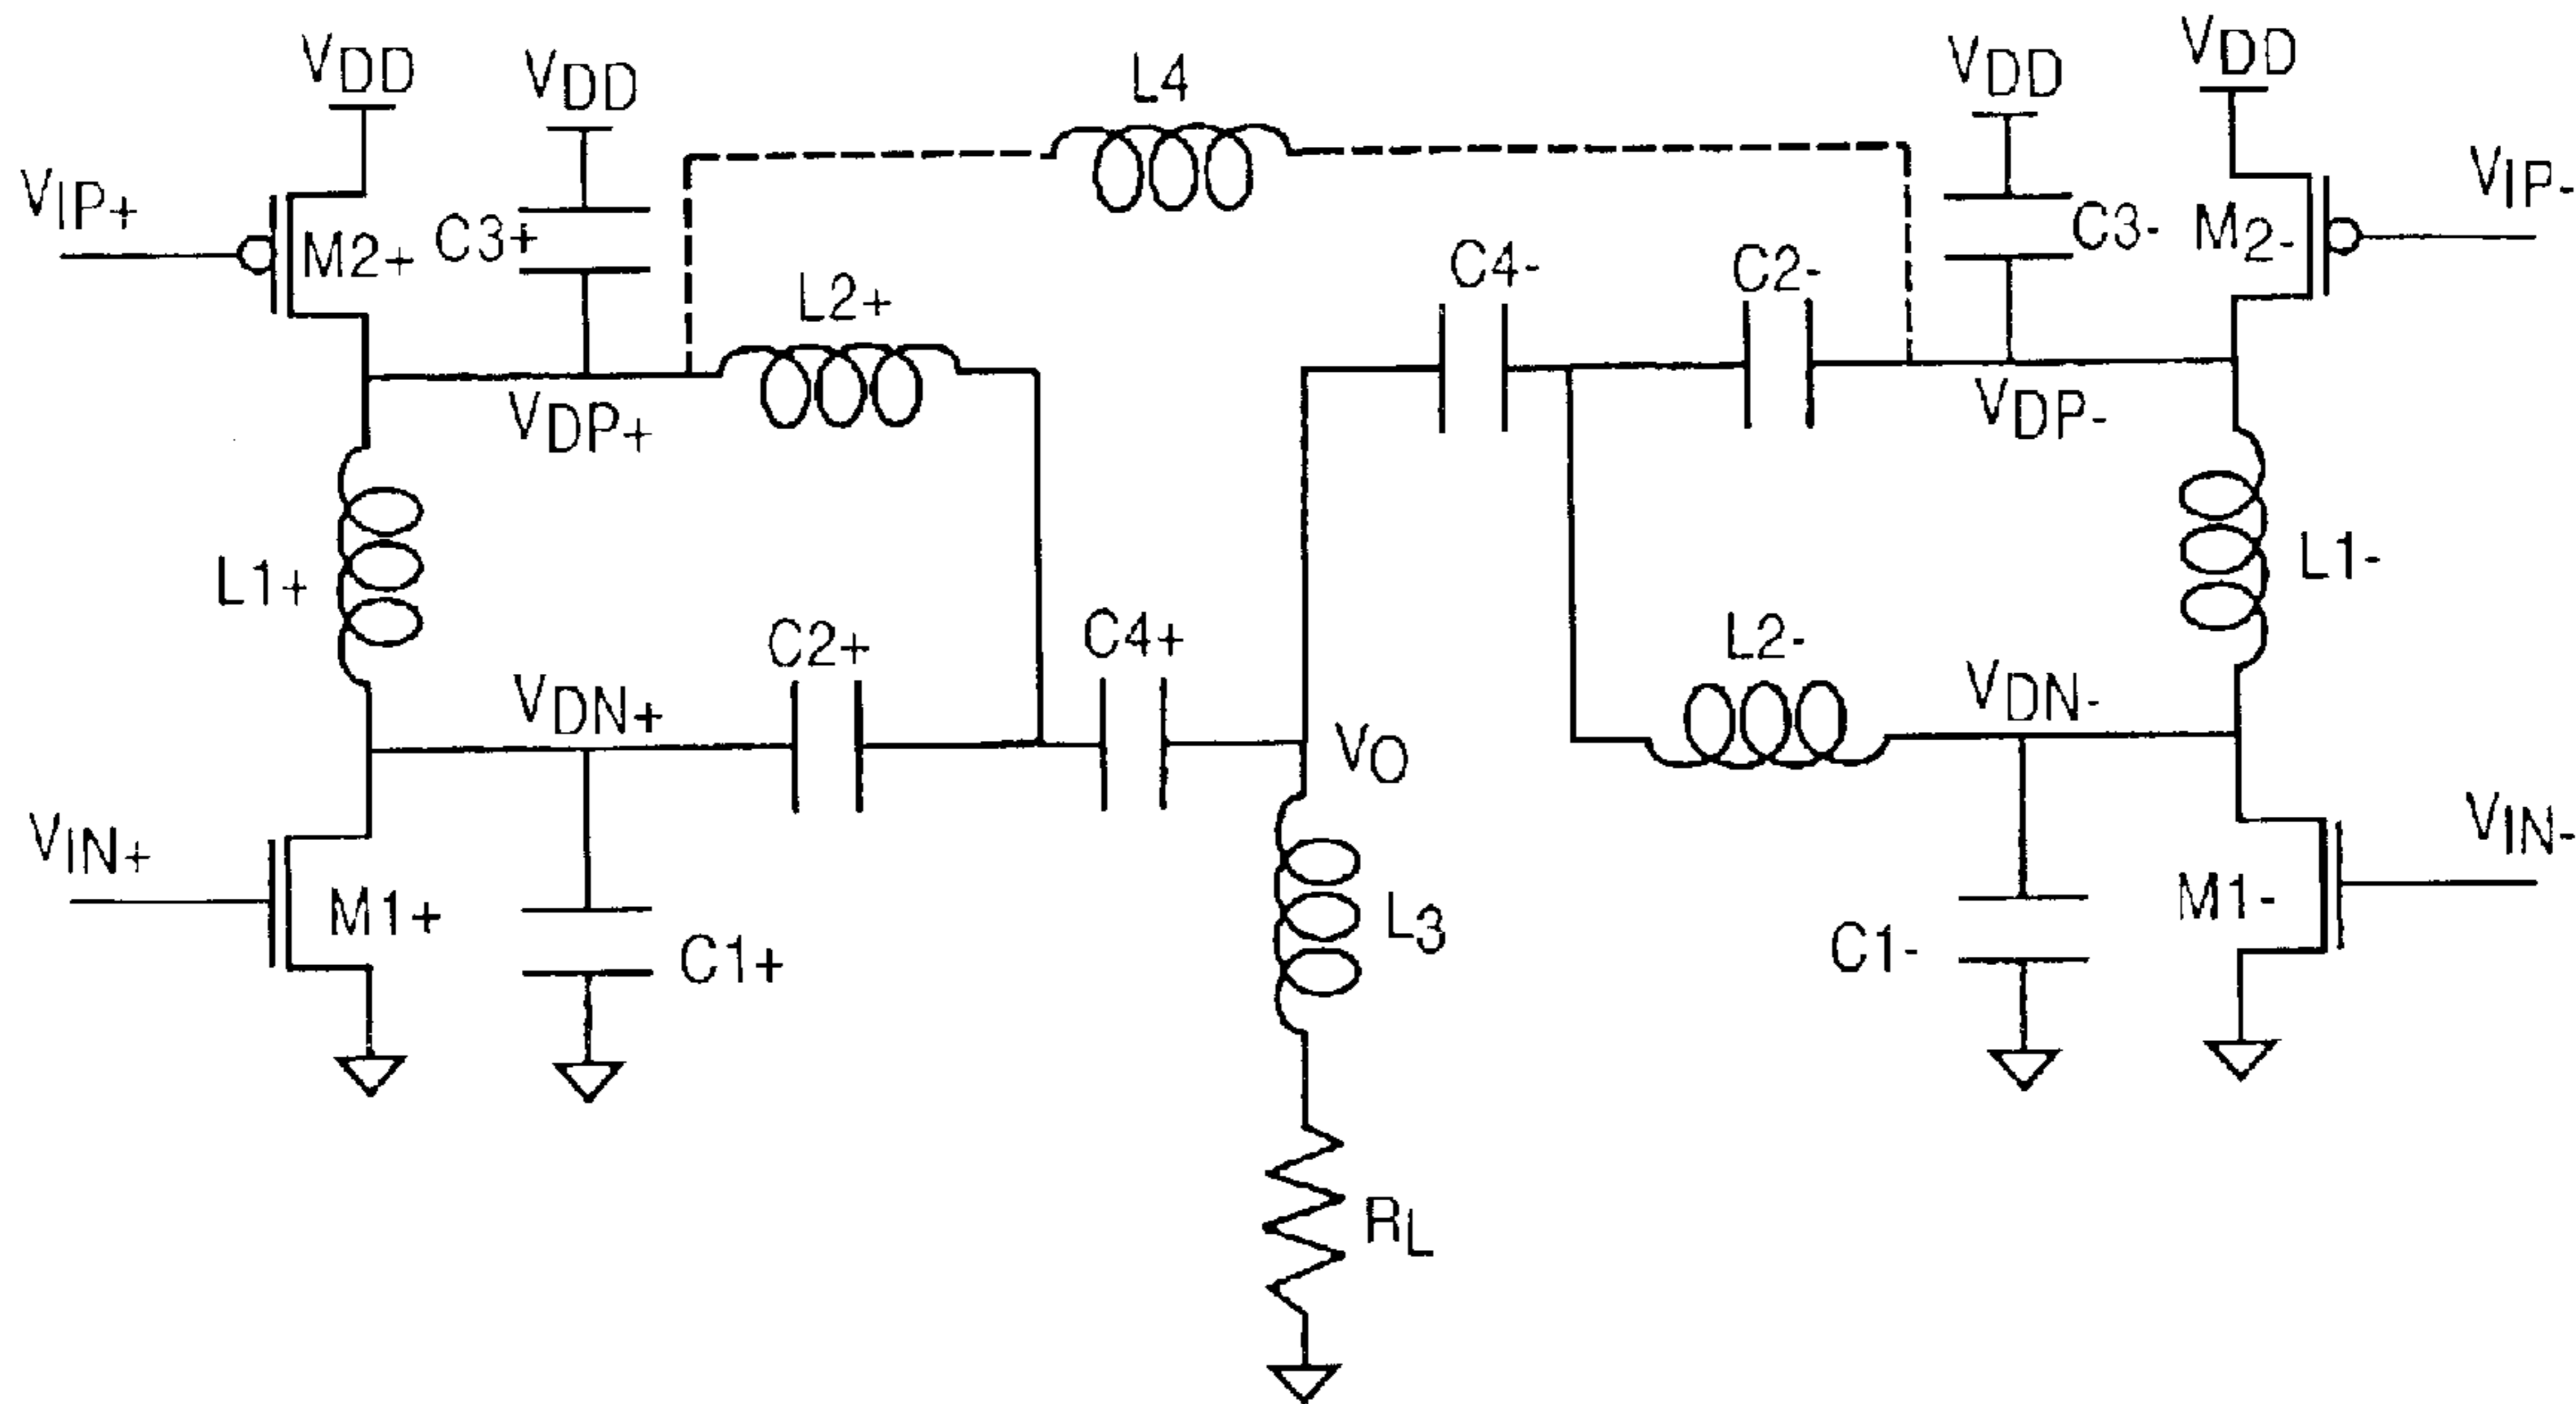 VDD
VDD
L4
VDD
VDD
VIP+
M2+
C3+
L2+
C4-
C2-
C3-
M2-
VIP-
VDP+
VDP-
L1+
L1-
VDN+
C2+
C4+
VO
L2-
VDN-
VIN+
M1+
C1+
L3
C1-
M1-
VIN-
RL